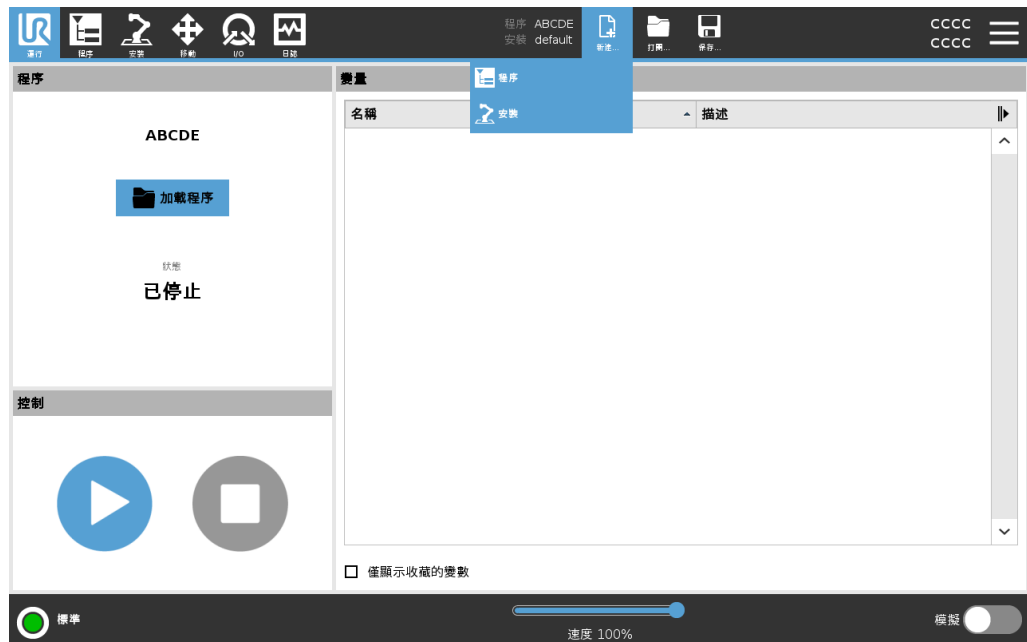 運行
程序
安裝
移動
I/O
日誌
程序 ABCDE
安裝 default
新建...
打開...
保存...
CCCC
CCCC
程序
安裝
程序
ABCDE
加載程序
狀態
已停止
控制
變量
名稱
描述
僅顯示收藏的變數
標準
速度 100%
模擬